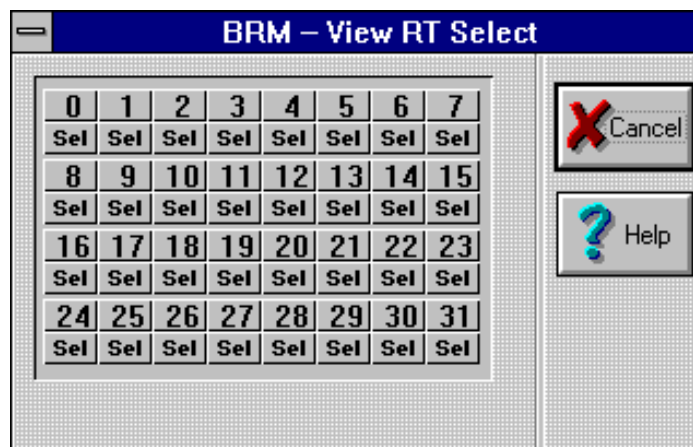 BRM – View RT Select
0 1 2 3 4 5 6 7
Sel Sel Sel Sel Sel Sel Sel Sel
8 9 10 11 12 13 14 15
Sel Sel Sel Sel Sel Sel Sel Sel
16 17 18 19 20 21 22 23
Sel Sel Sel Sel Sel Sel Sel Sel
24 25 26 27 28 29 30 31
Sel Sel Sel Sel Sel Sel Sel Sel
Cancel
Help